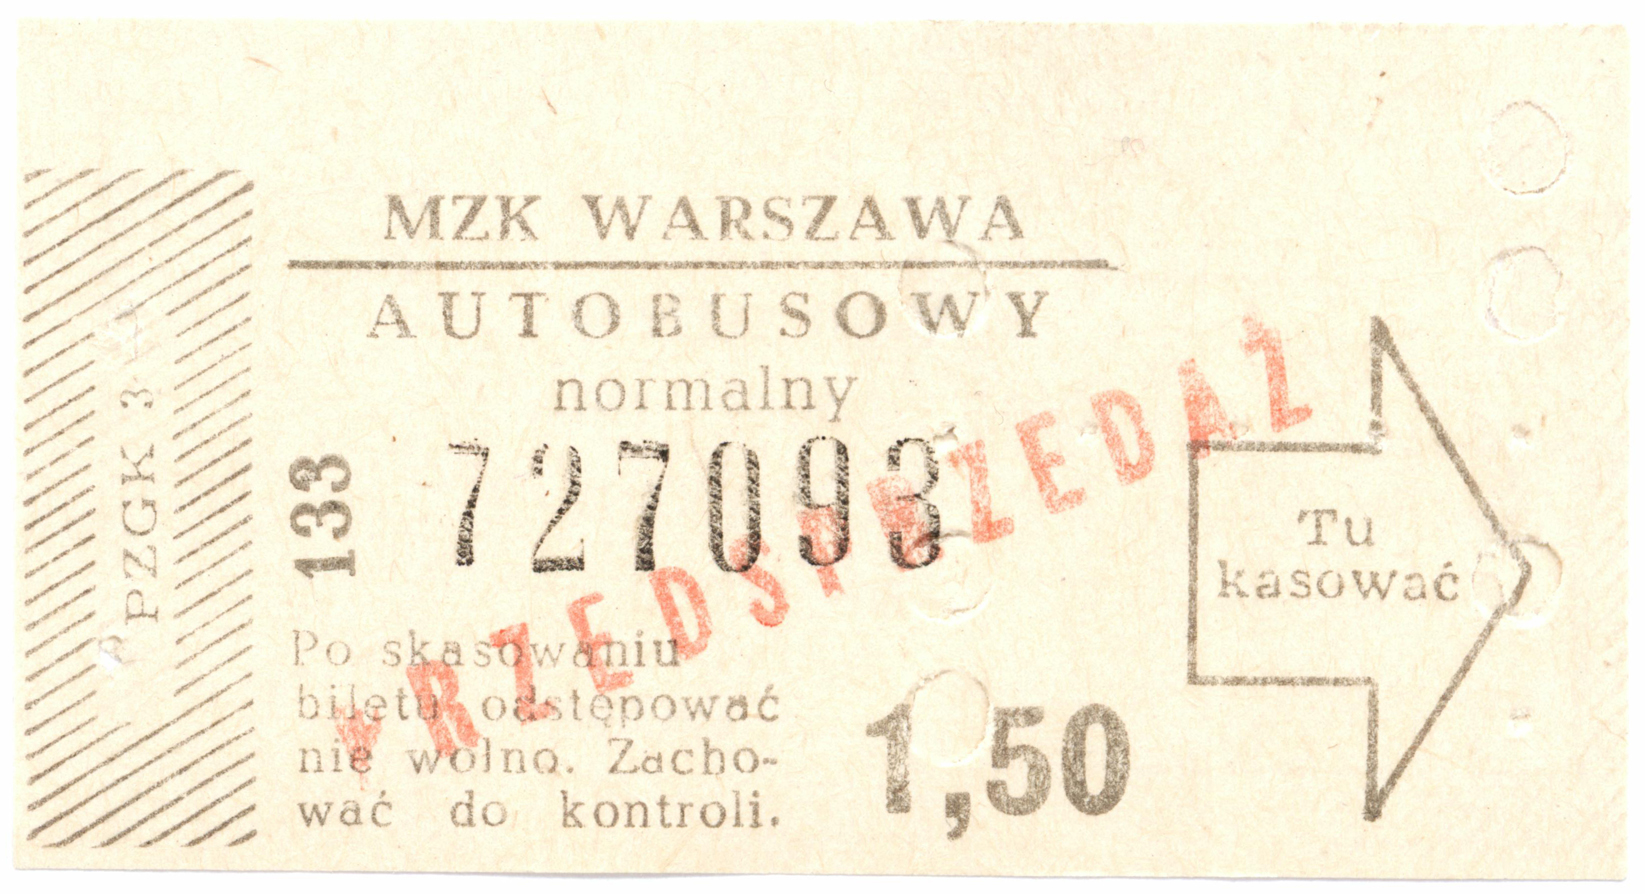 MZK WARSZAWA
AUTOBUSOWY
normalny
PZGK 3
133
727093
PRZEDSPRZEDAŻ
Tu
kasować
Po skasowaniu
biletu odstępować
nie wolno. Zacho-
wać do kontroli.
1,50